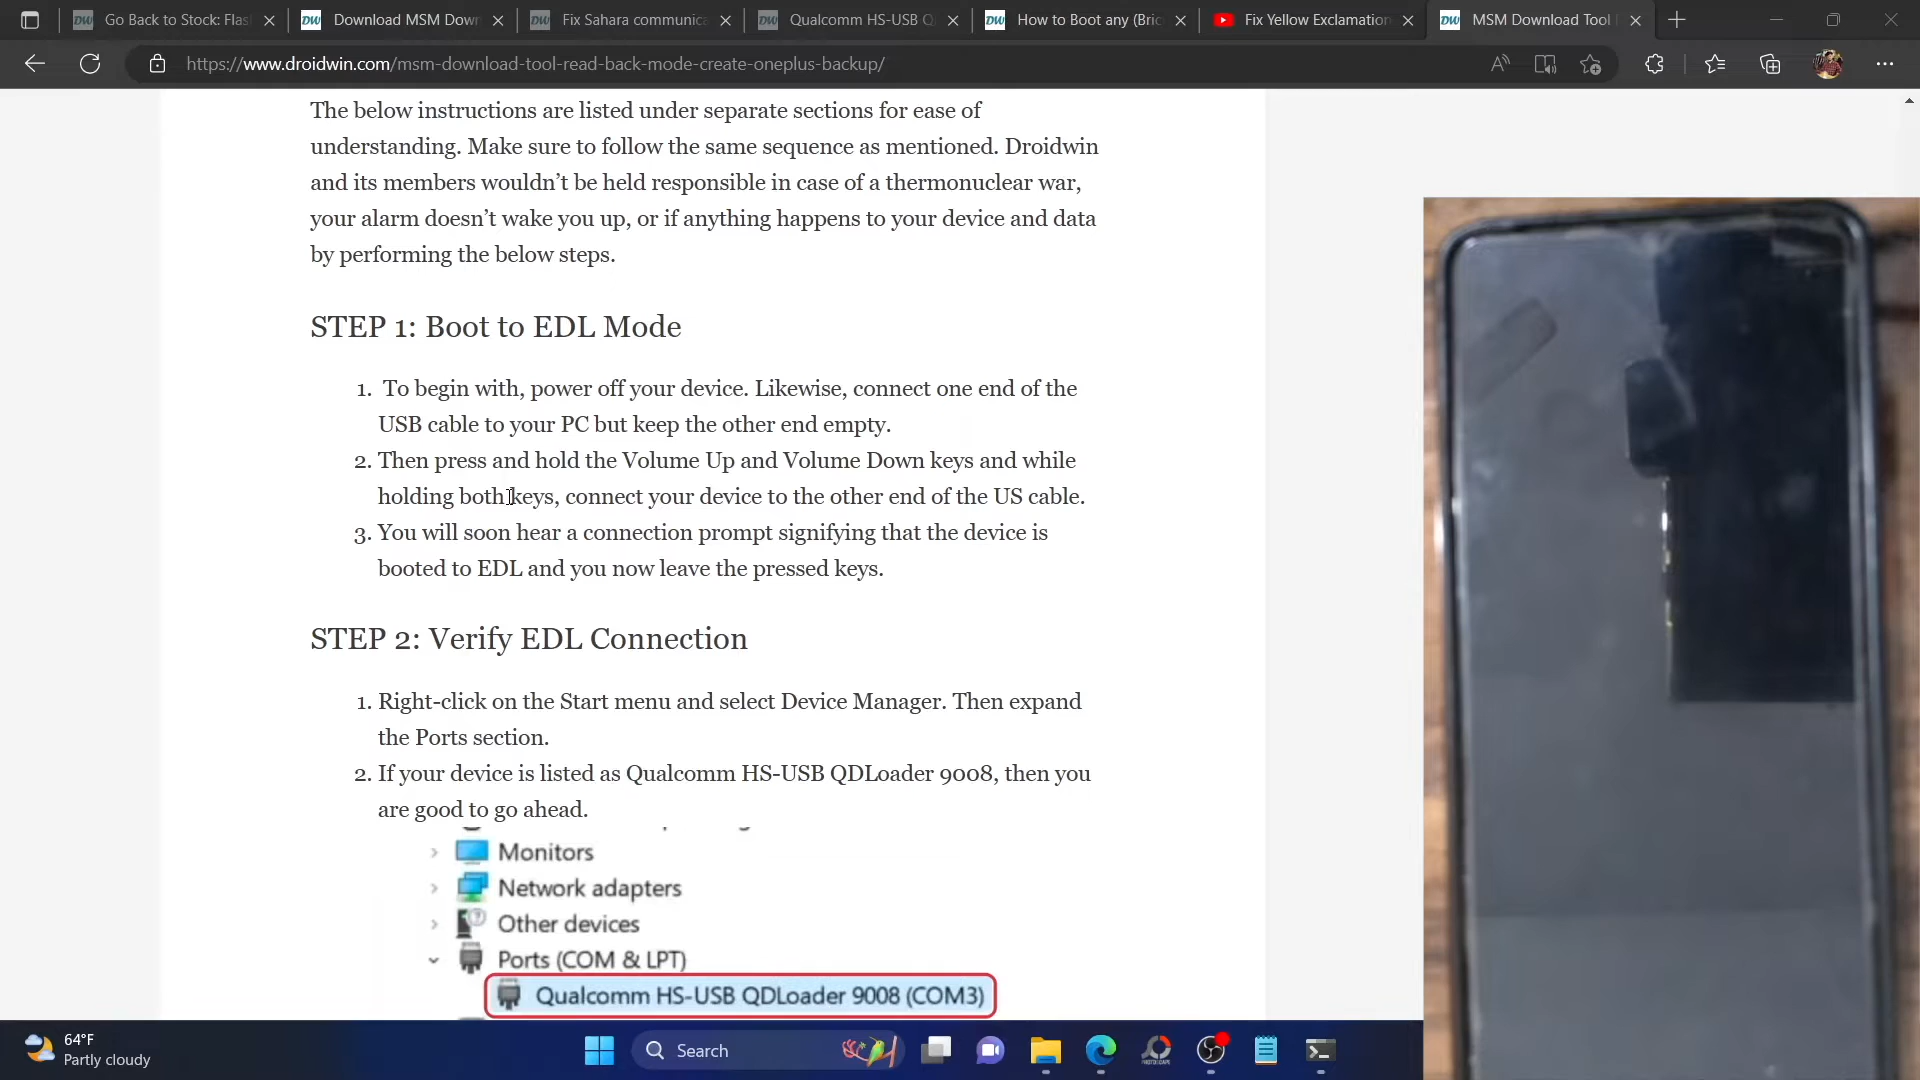 Go Back to Stock: Flas
Download MSM Down
Fix Sahara communica
Qualcomm HS-USB Q
How to Boot any (Bric
Fix Yellow Exclamation
MSM Download Tool
https://www.droidwin.com/msm-download-tool-read-back-mode-create-oneplus-backup/
The below instructions are listed under separate sections for ease of
understanding. Make sure to follow the same sequence as mentioned. Droidwin
and its members wouldn't be held responsible in case of a thermonuclear war,
your alarm doesn't wake you up, or if anything happens to your device and data
by performing the below steps.
STEP 1: Boot to EDL Mode
1. To begin with, power off your device. Likewise, connect one end of the
USB cable to your PC but keep the other end empty.
2. Then press and hold the Volume Up and Volume Down keys and while
holding both keys, connect your device to the other end of the US cable.
3. You will soon hear a connection prompt signifying that the device is
booted to EDL and you now leave the pressed keys.
STEP 2: Verify EDL Connection
1. Right-click on the Start menu and select Device Manager. Then expand
the Ports section.
2. If your device is listed as Qualcomm HS-USB QDLoader 9008, then you
are good to go ahead.
Monitors
Network adapters
Other devices
Ports (COM & LPT)
Qualcomm HS-USB QDLoader 9008 (COM3)
64°F
Partly cloudy
Search